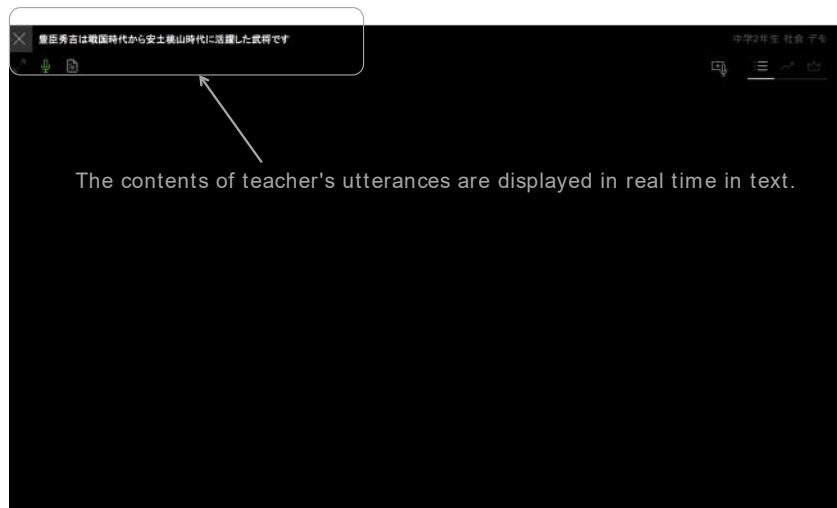 豊臣秀吉は戦国時代から安土桃山時代に活躍した武将です
中学2年生 社会 デモ
The contents of teacher's utterances are displayed in real time in text.